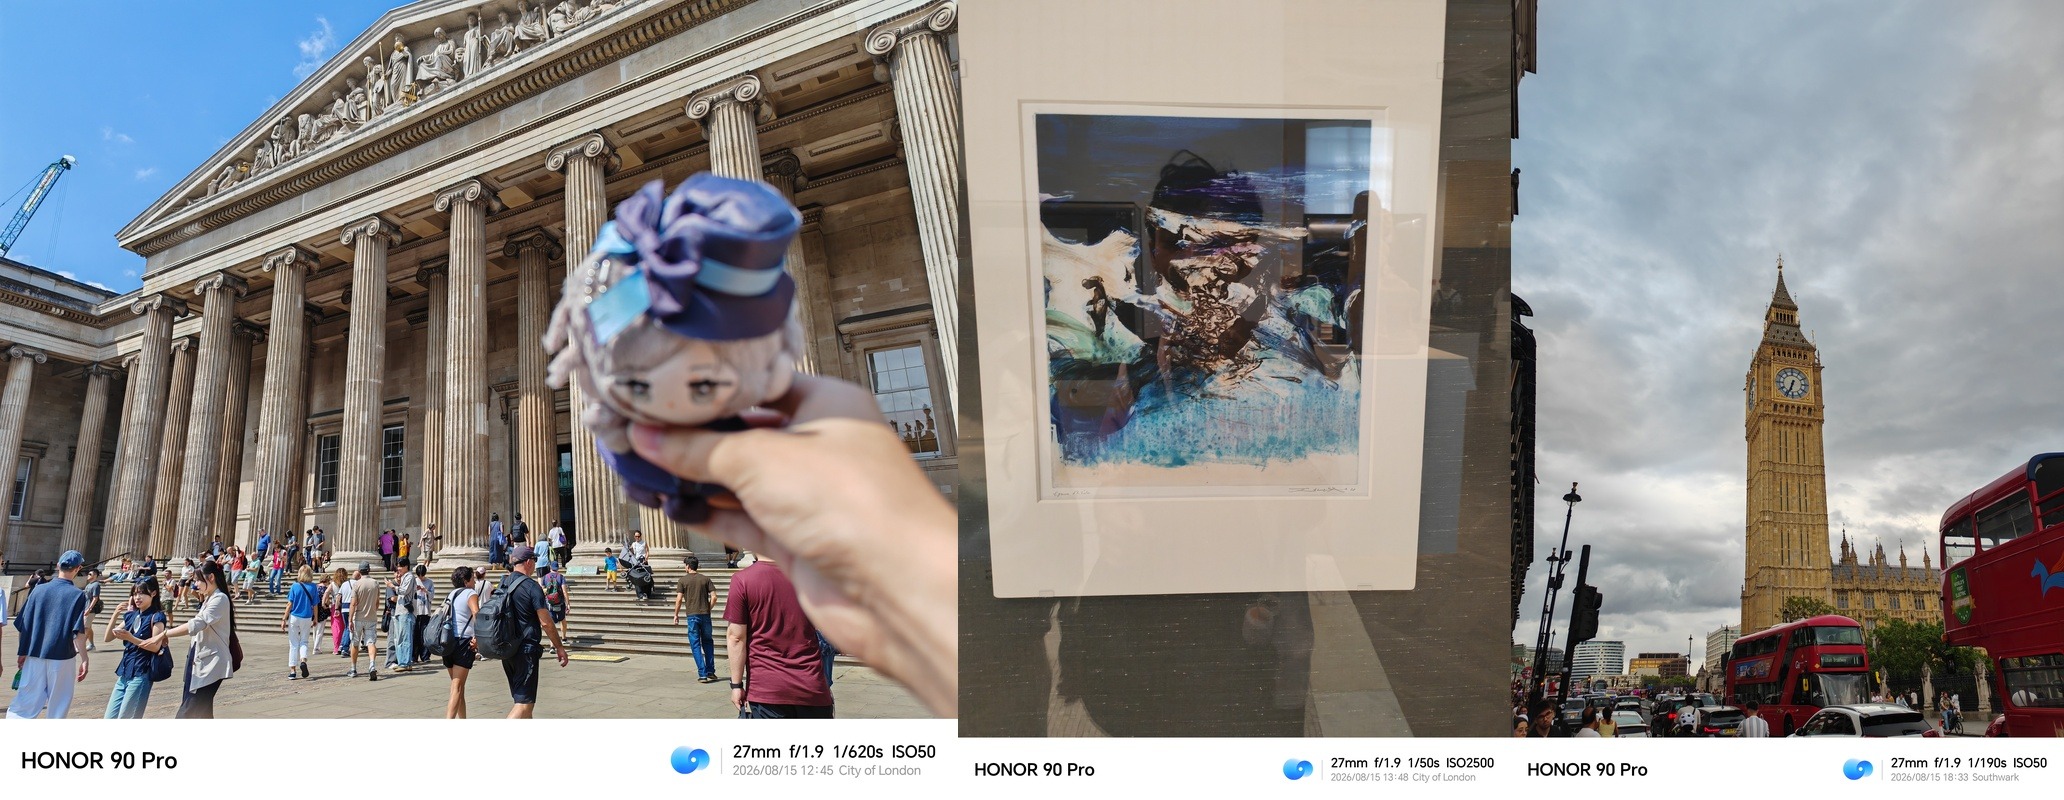 HONOR 90 Pro
27mm f/1.9 1/620s ISO50
2026/08/15 12:45 City of London
HONOR 90 Pro
27mm f/1.9 1/50s ISO2500
2026/08/15 13:48 City of London
HONOR 90 Pro
27mm f/1.9 1/190s ISO50
2026/08/15 18:33 Southwark